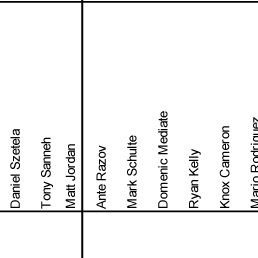 Daniel Szetela
Tony Sanneh
Matt Jordan
Ante Razov
Mark Schulte
Domenic Mediate
Ryan Kelly
Knox Cameron
Mario Rodriguez